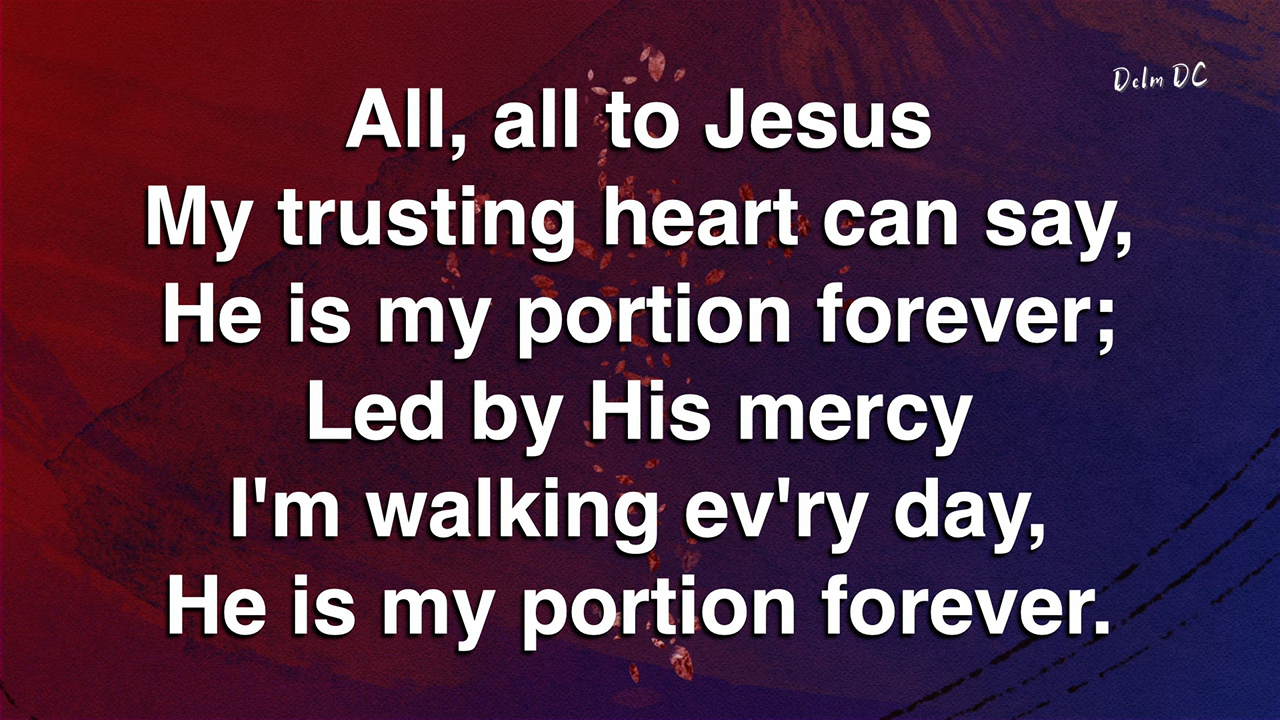 Dclm DC
All, all to Jesus
My trusting heart can say,
He is my portion forever;
Led by His mercy
I'm walking ev'ry day,
He is my portion forever.